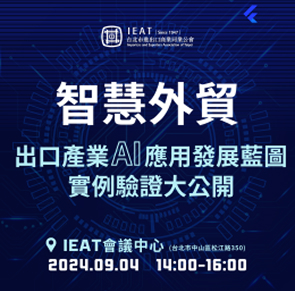 IEAT | Since 1947 |
台北市進出口商業同業公會
Importers and Exporters Association of Taipei
智慧外貿
出口產業AI應用發展藍圖
實例驗證大公開
IEAT會議中心 (台北市中山區松江路350)
2024.09.04 14:00-16:00